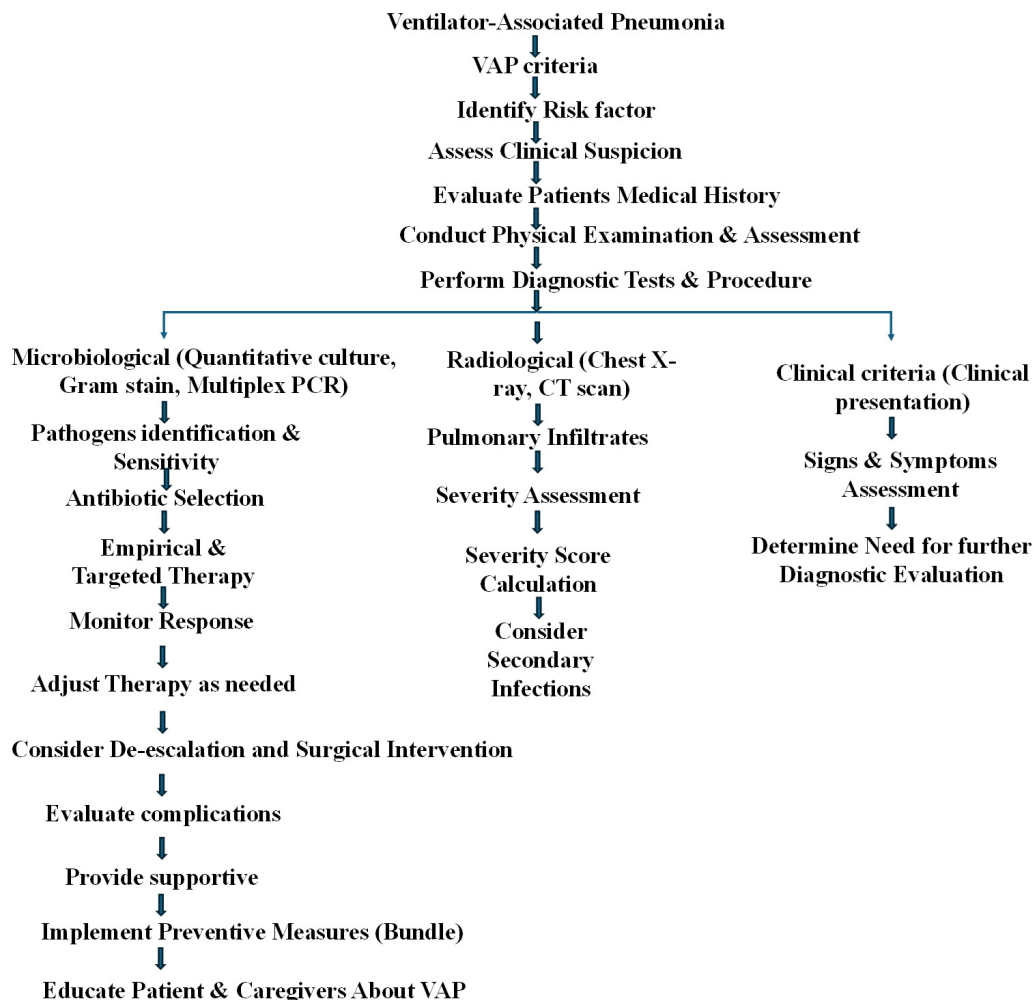 Ventilator-Associated Pneumonia
VAP criteria
Identify Risk factor
Assess Clinical Suspicion
Evaluate Patients Medical History
Conduct Physical Examination & Assessment
Perform Diagnostic Tests & Procedure
Microbiological (Quantitative culture,
Gram stain, Multiplex PCR)
Pathogens identification &
Sensitivity
Antibiotic Selection
Empirical &
Targeted Therapy
Monitor Response
Adjust Therapy as needed
Consider De-escalation and Surgical Intervention
Evaluate complications
Provide supportive
Implement Preventive Measures (Bundle)
Educate Patient & Caregivers About VAP
Radiological (Chest X-
ray, CT scan)
Pulmonary Infiltrates
Severity Assessment
Severity Score
Calculation
Consider
Secondary
Infections
Clinical criteria (Clinical
presentation)
Signs & Symptoms
Assessment
Determine Need for further
Diagnostic Evaluation